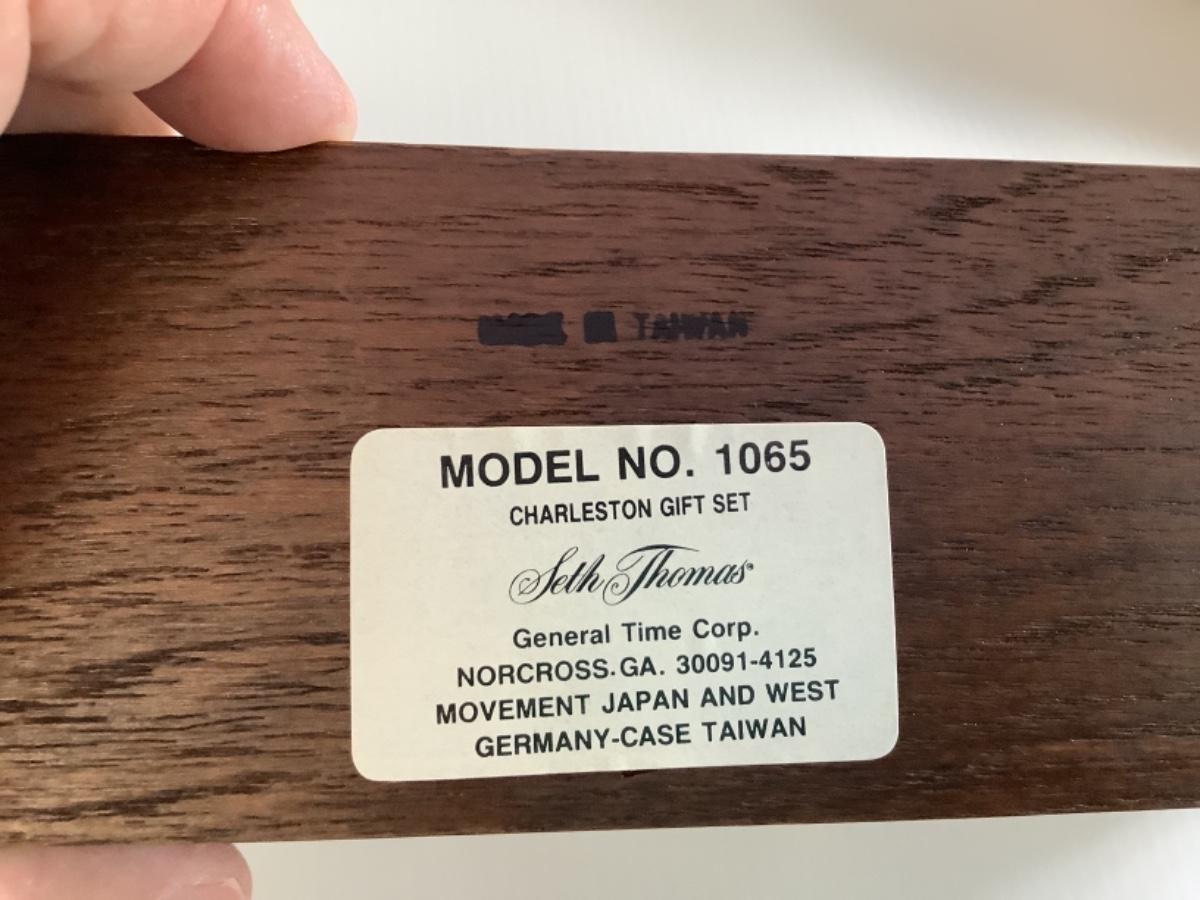 TAIWAN
MODEL NO. 1065
CHARLESTON GIFT SET
Seth Thomas®
General Time Corp.
NORCROSS.GA. 30091-4125
MOVEMENT JAPAN AND WEST
GERMANY-CASE TAIWAN